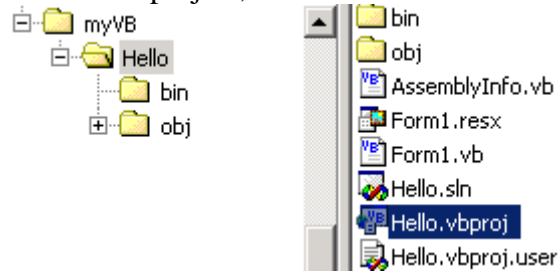 myVB
Hello
bin
obj
bin
obj
AssemblyInfo.vb
Form1.resx
Form1.vb
Hello.sln
Hello.vbproj
Hello.vbproj.user